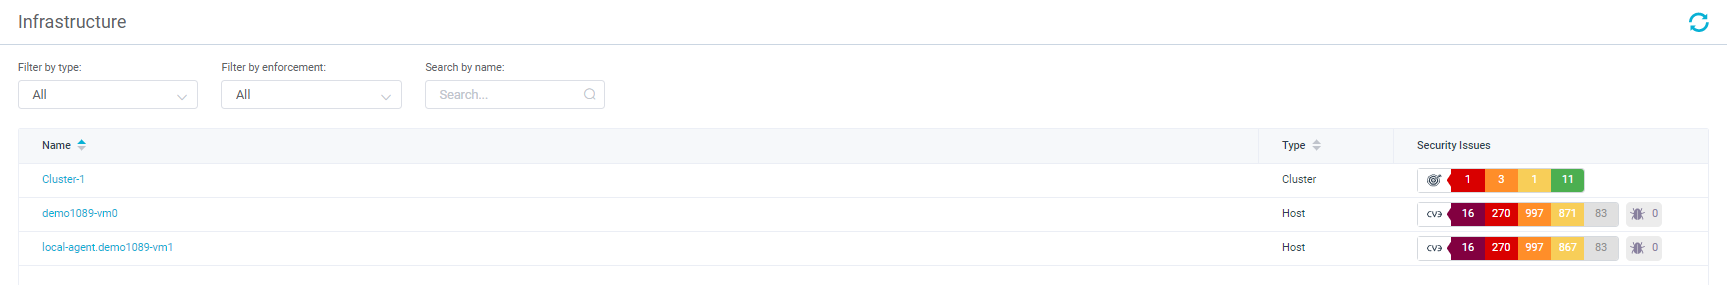 Infrastructure
Filter by type: Filter by enforcement: Search by name:
All All Search...
Name Type Security Issues
Cluster-1 Cluster 1 3 1 11
demo1089-vm0 Host CVE 16 270 997 871 83 0
local-agent.demo1089-vm1 Host CVE 16 270 997 867 83 0